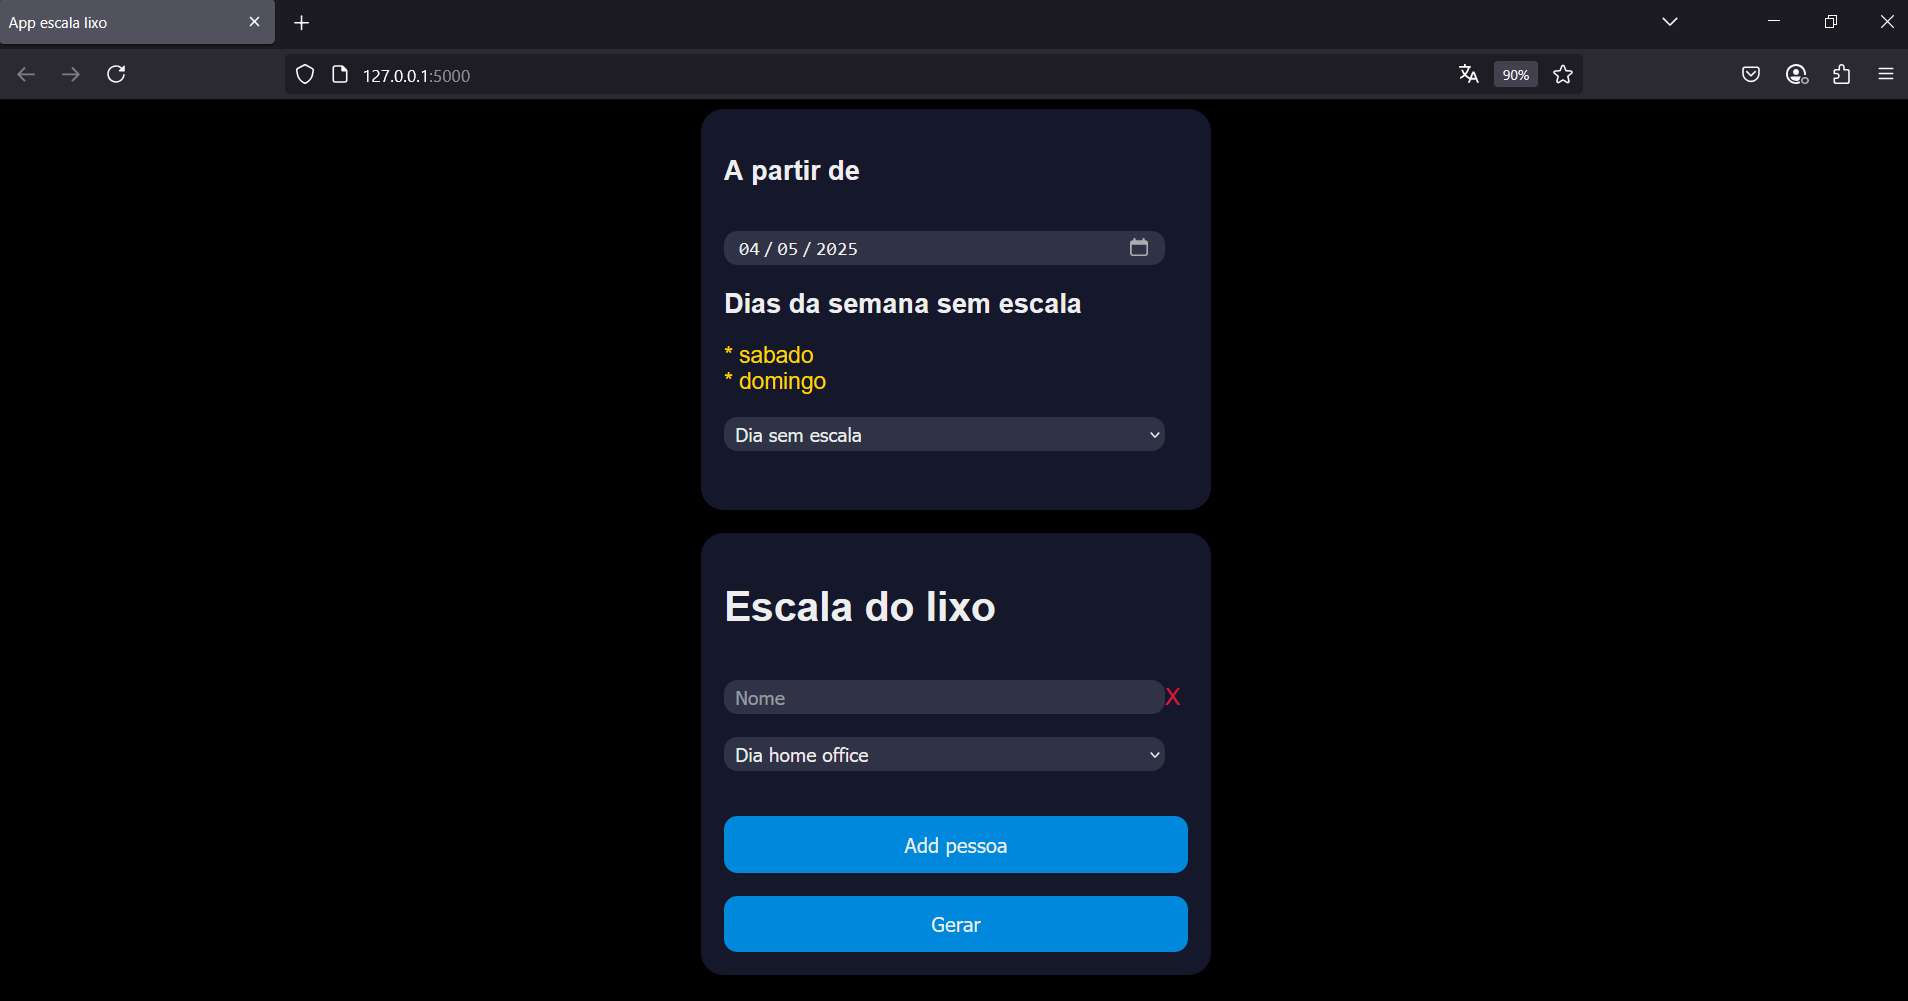 App escala lixo
127.0.0.1:5000
90%
A partir de
04 / 05 / 2025
Dias da semana sem escala
* sabado
* domingo
Dia sem escala
Escala do lixo
Nome
X
Dia home office
Add pessoa
Gerar